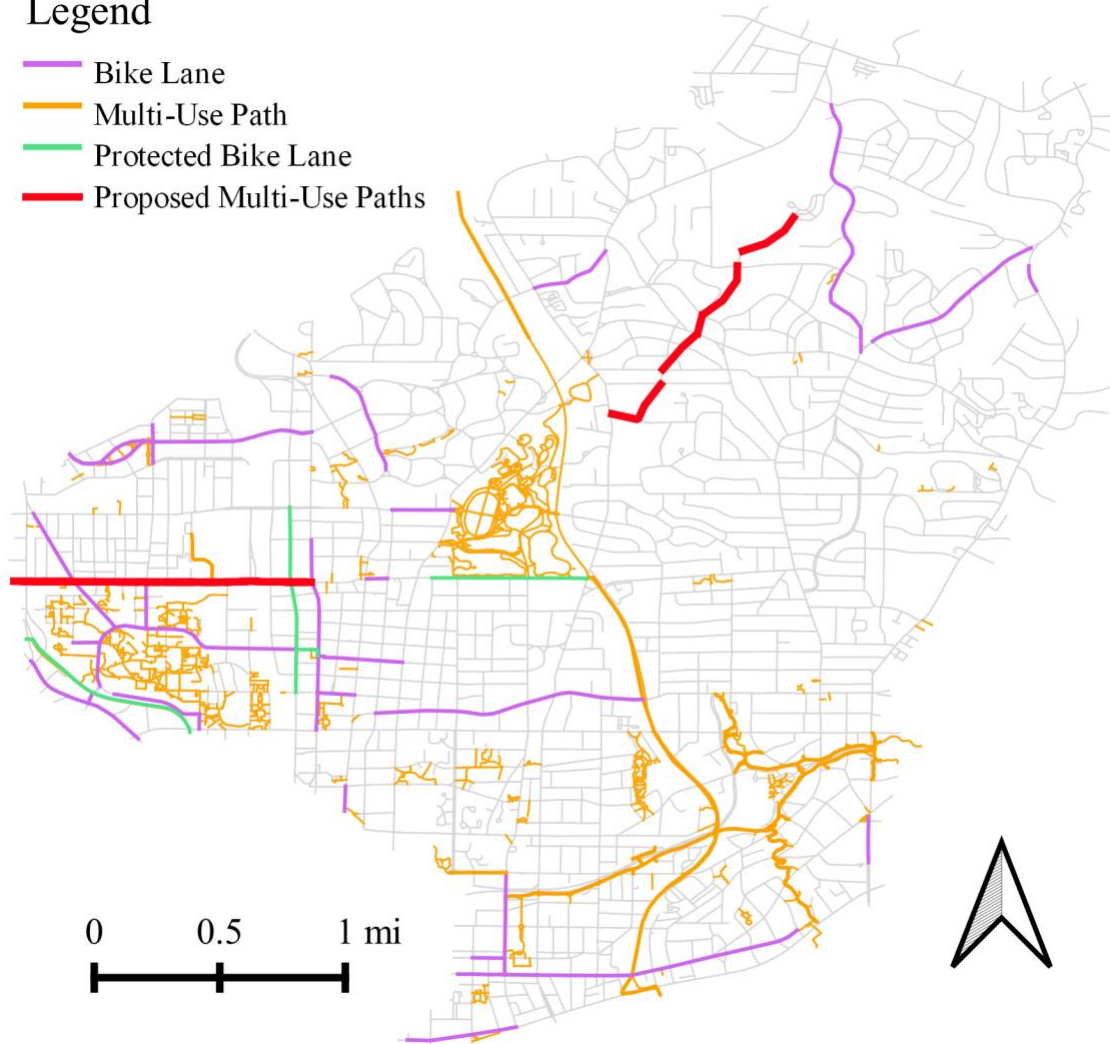 Legend
Bike Lane
Multi-Use Path
Protected Bike Lane
Proposed Multi-Use Paths
0 0.5 1 mi